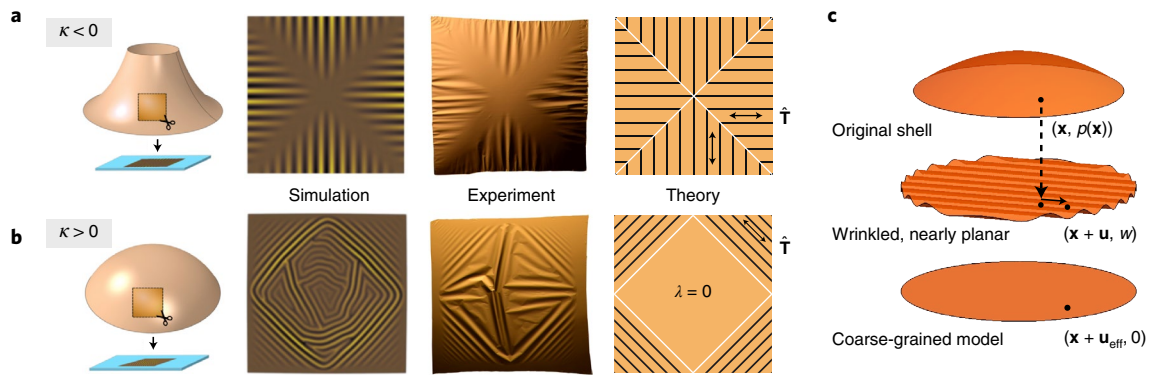 a
κ < 0
Simulation
Experiment
Theory
T̂
b
κ > 0
λ = 0
T̂
c
Original shell
(x, p(x))
Wrinkled, nearly planar
(x + u, w)
Coarse-grained model
(x + u_eff, 0)